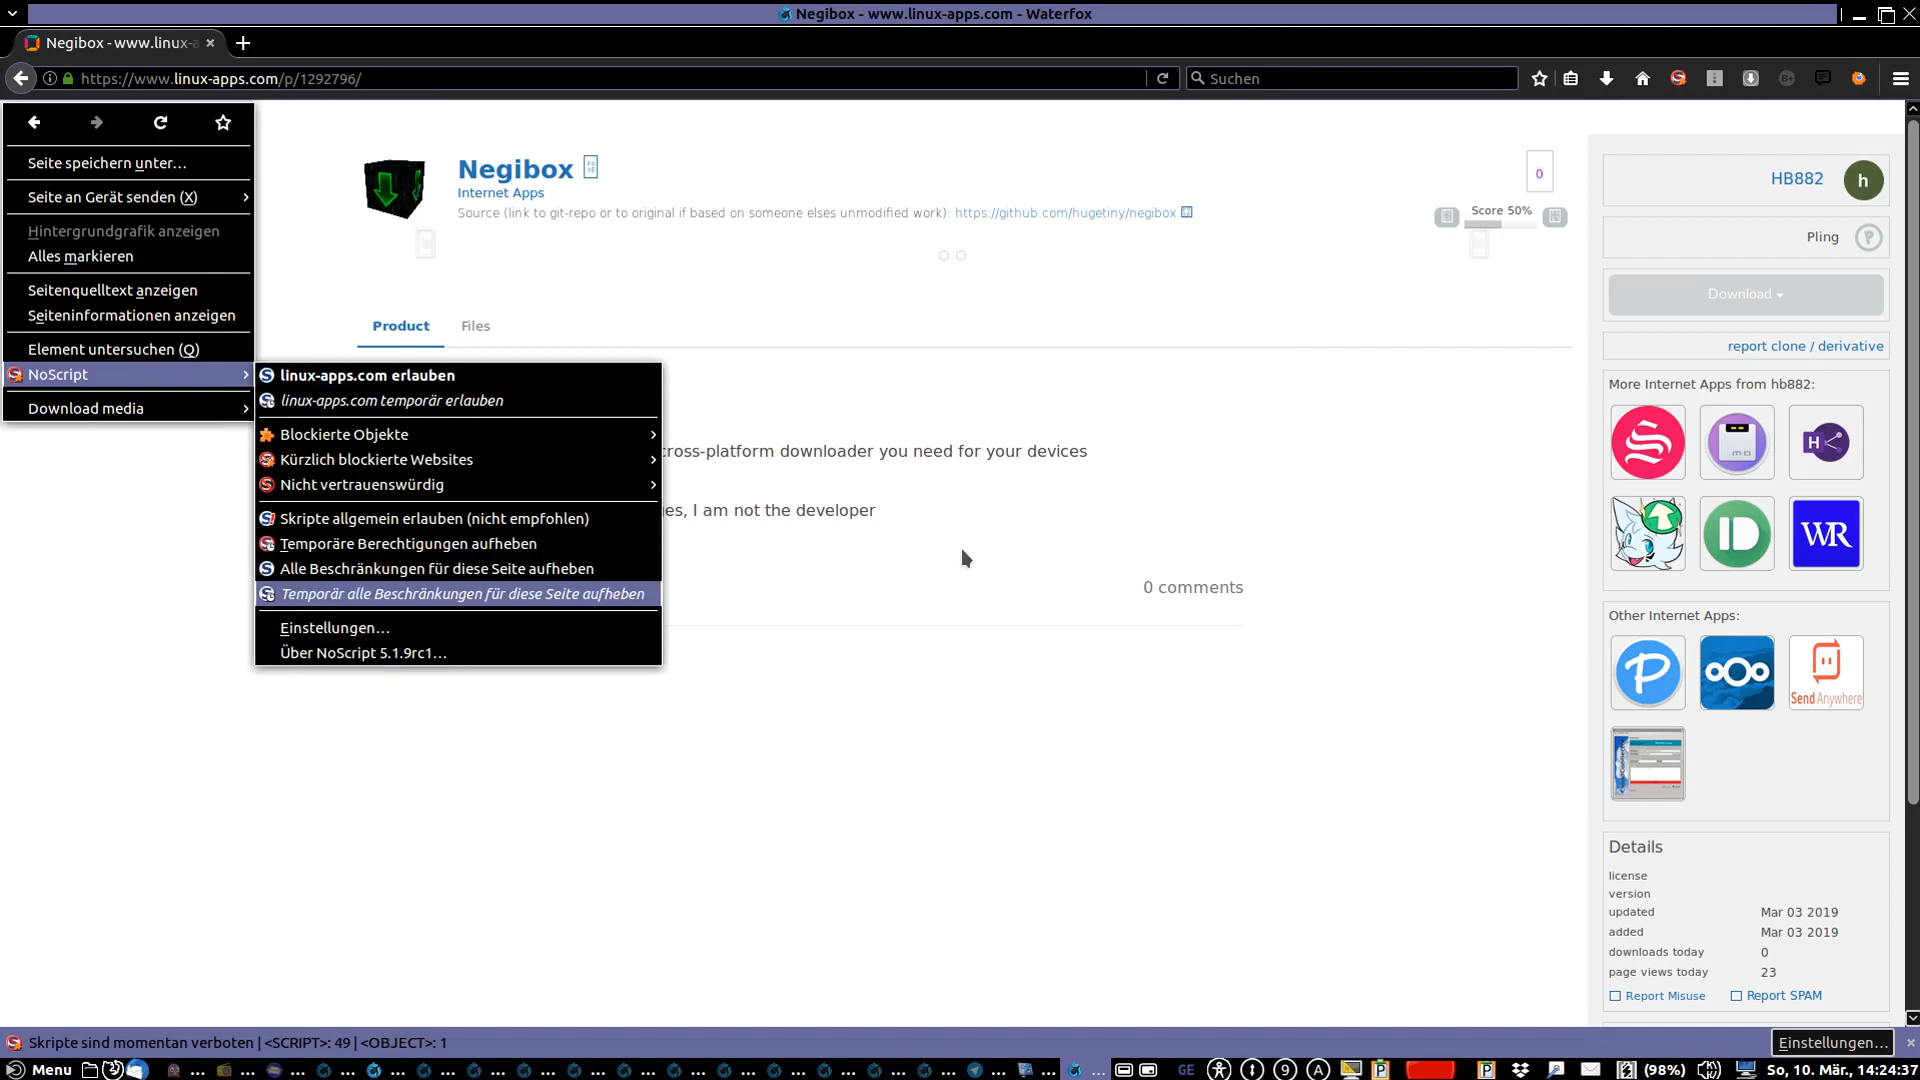 Negibox - www.linux-apps.com - Waterfox
Negibox - www.linux-a
https://www.linux-apps.com/p/1292796/
Suchen
Seite speichern unter…
Seite an Gerät senden (X)
Hintergrundgrafik anzeigen
Alles markieren
Seitenquelltext anzeigen
Seiteninformationen anzeigen
Element untersuchen (Q)
NoScript
Download media
linux-apps.com erlauben
linux-apps.com temporär erlauben
Blockierte Objekte
Kürzlich blockierte Websites
Nicht vertrauenswürdig
Skripte allgemein erlauben (nicht empfohlen)
Temporäre Berechtigungen aufheben
Alle Beschränkungen für diese Seite aufheben
Temporär alle Beschränkungen für diese Seite aufheben
Einstellungen…
Über NoScript 5.1.9rc1…
Negibox
Internet Apps
Source (link to git-repo or to original if based on someone elses unmodified work): https://github.com/hugetiny/negibox
0
Score 50%
Product
Files
cross-platform downloader you need for your devices
es, I am not the developer
0 comments
HB882
h
Pling
P
Download
report clone / derivative
More Internet Apps from hb882:
M-D
H
WR
Other Internet Apps:
P
Send Anywhere
Details
license
version
updated Mar 03 2019
added Mar 03 2019
downloads today 0
page views today 23
Report Misuse
Report SPAM
Skripte sind momentan verboten | <SCRIPT>: 49 | <OBJECT>: 1
Einstellungen…
Menu
GE
9
A
P
P
(98%)
So, 10. Mär., 14:24:37